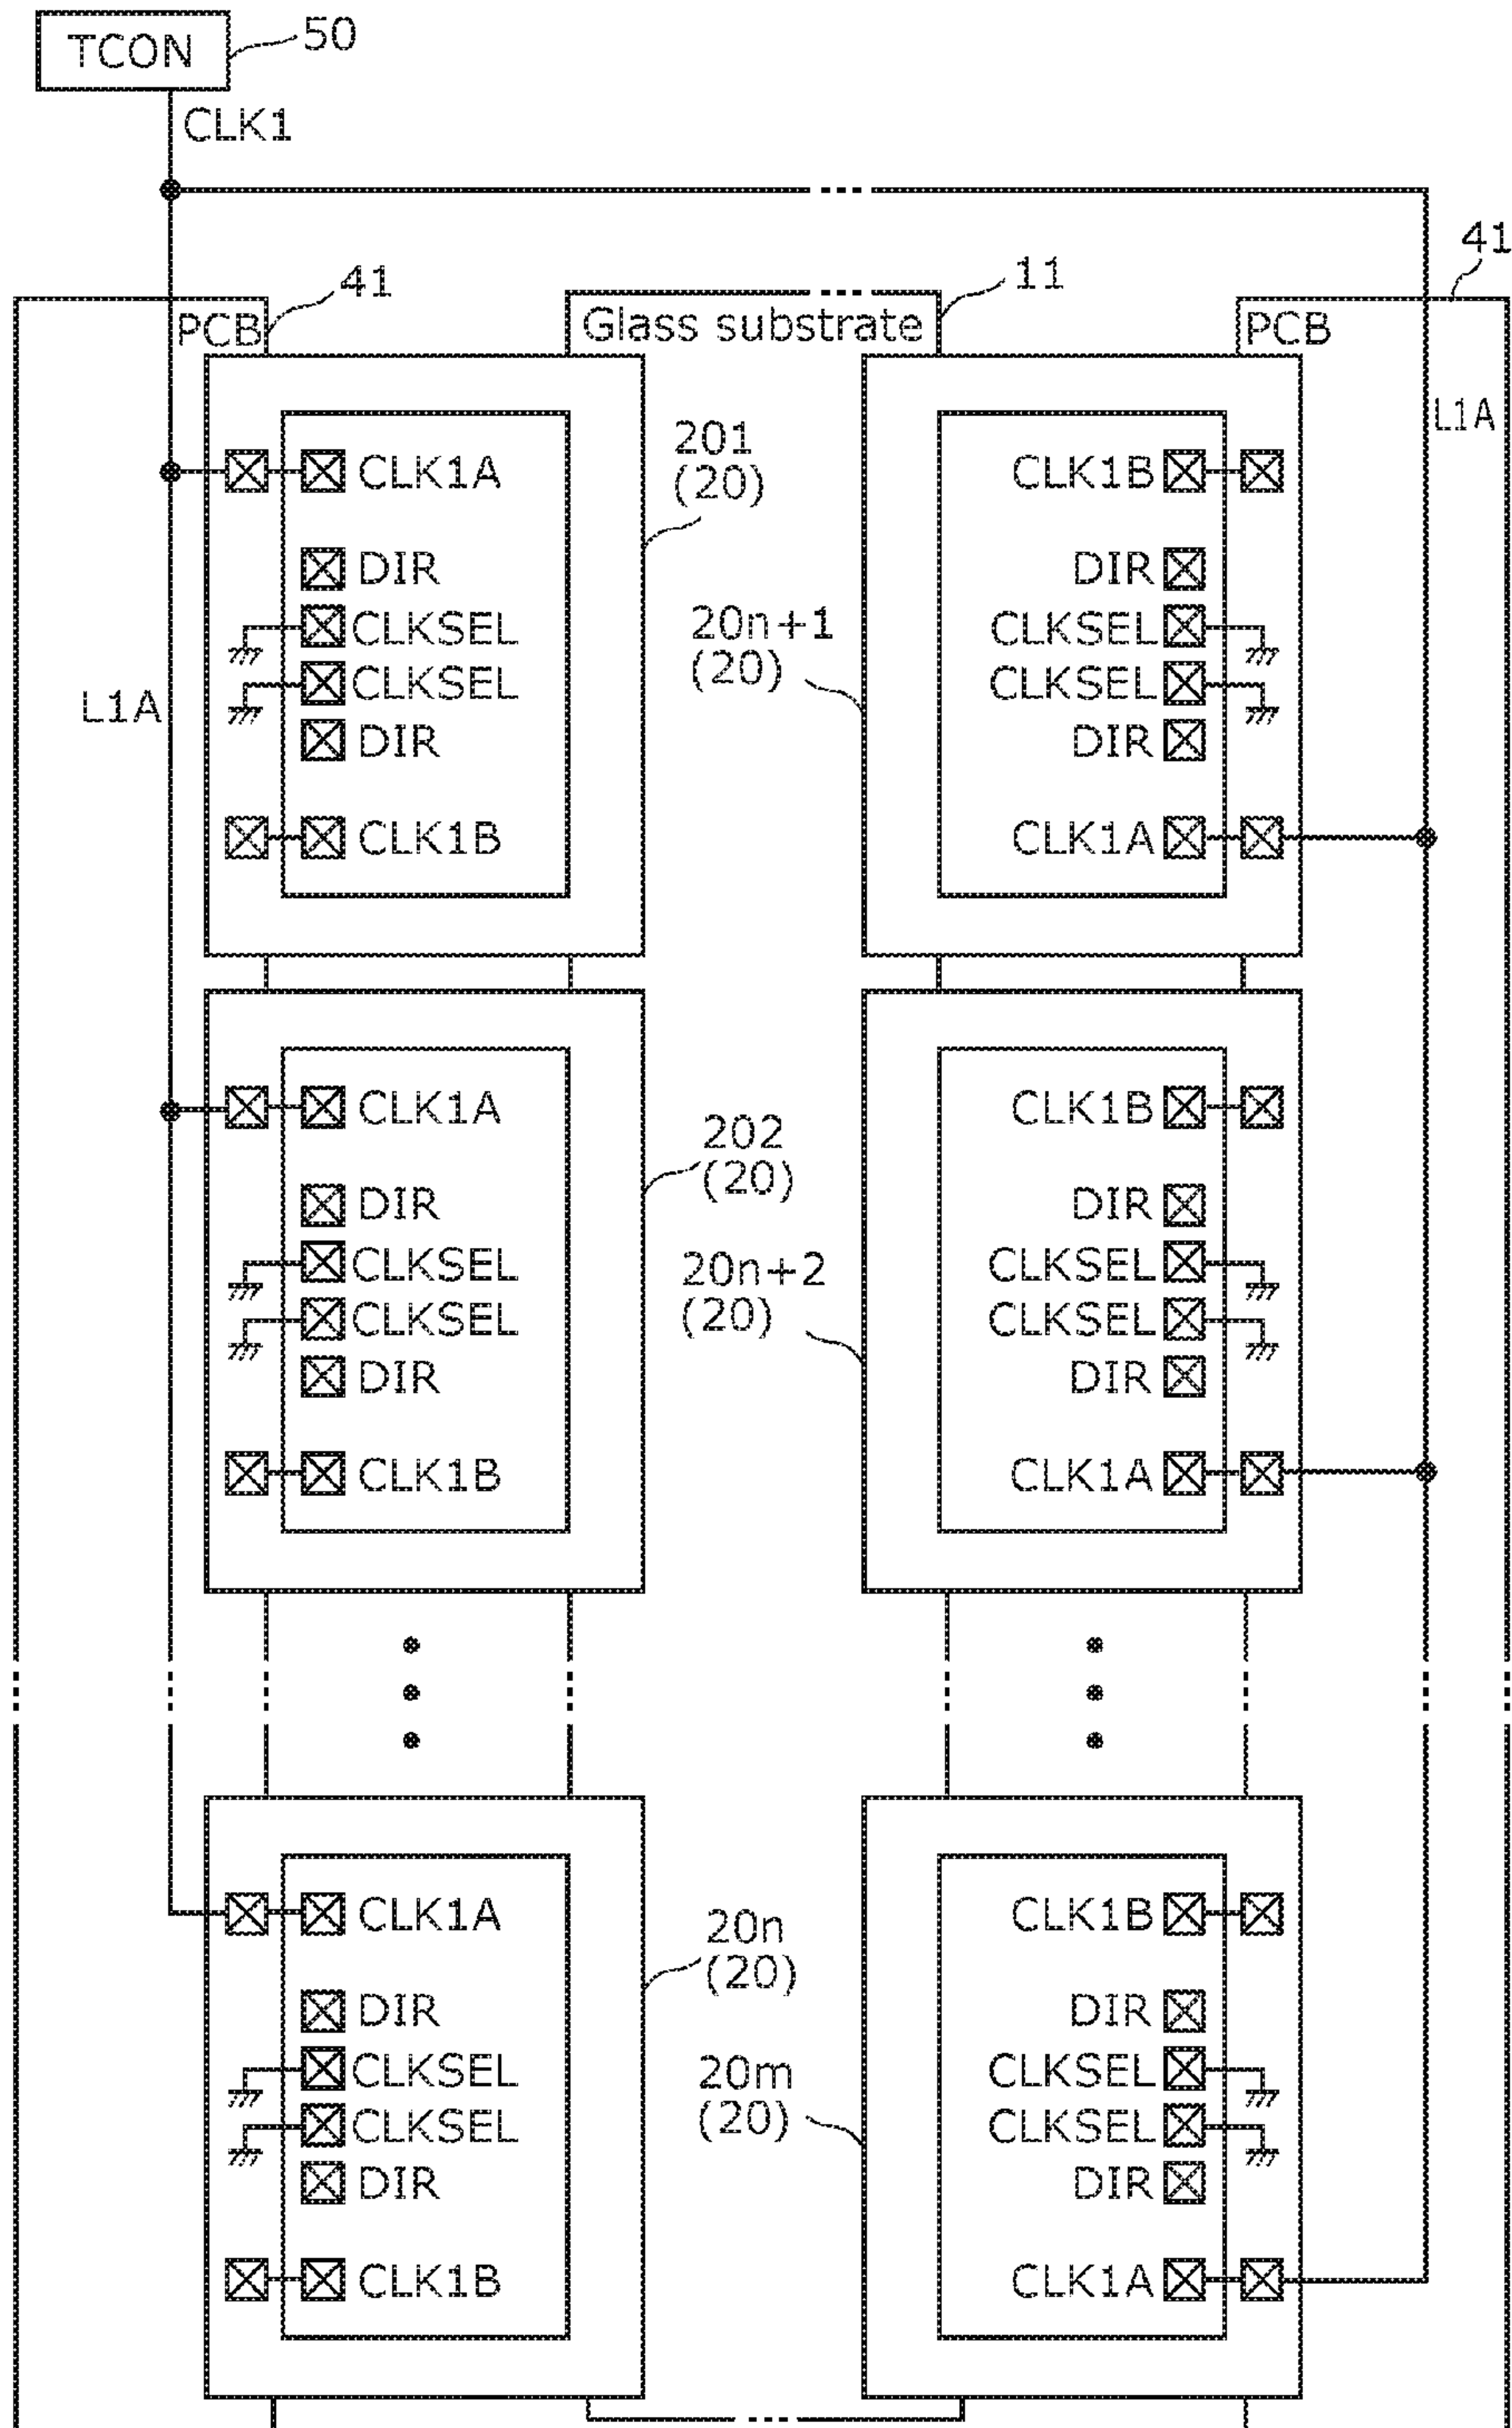 TCON
50
CLK1
41
11
41
PCB
Glass substrate
PCB
L1A
201
(20)
CLK1A
DIR
CLKSEL
CLKSEL
DIR
CLK1B
L1A
20n+1
(20)
CLK1B
DIR
CLKSEL
CLKSEL
DIR
CLK1A
202
(20)
CLK1A
DIR
CLKSEL
CLKSEL
DIR
CLK1B
20n+2
(20)
CLK1B
DIR
CLKSEL
CLKSEL
DIR
CLK1A
20n
(20)
CLK1A
DIR
CLKSEL
CLKSEL
DIR
CLK1B
20m
(20)
CLK1B
DIR
CLKSEL
CLKSEL
DIR
CLK1A